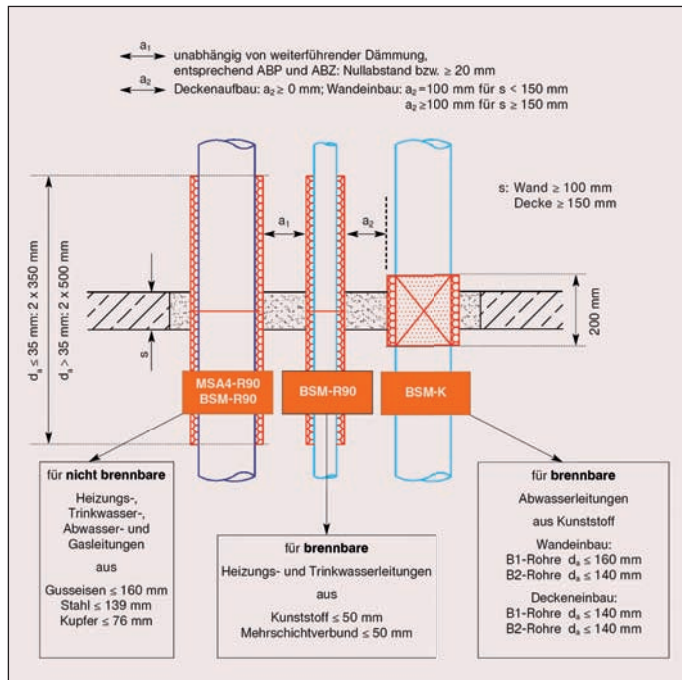 a1 unabhängig von weiterführender Dämmung,
entsprechend ABP und ABZ: Nullabstand bzw. ≥ 20 mm
a2 Deckenaufbau: a2 ≥ 0 mm; Wandeinbau: a2 = 100 mm für s < 150 mm
a2 ≥ 100 mm für s ≥ 150 mm
s: Wand ≥ 100 mm
Decke ≥ 150 mm
a1
a2
da ≤ 35 mm: 2 x 350 mm
da > 35 mm: 2 x 500 mm
s
200 mm
MSA4-R90
BSM-R90
BSM-R90
BSM-K
für nicht brennbare
Heizungs-,
Trinkwasser-,
Abwasser- und
Gasleitungen
aus
Gusseisen ≤ 160 mm
Stahl ≤ 139 mm
Kupfer ≤ 76 mm
für brennbare
Heizungs- und Trinkwasserleitungen
aus
Kunststoff ≤ 50 mm
Mehrschichtverbund ≤ 50 mm
für brennbare
Abwasserleitungen
aus Kunststoff
Wandeinbau:
B1-Rohre da ≤ 160 mm
B2-Rohre da ≤ 140 mm
Deckeneinbau:
B1-Rohre da ≤ 140 mm
B2-Rohre da ≤ 140 mm